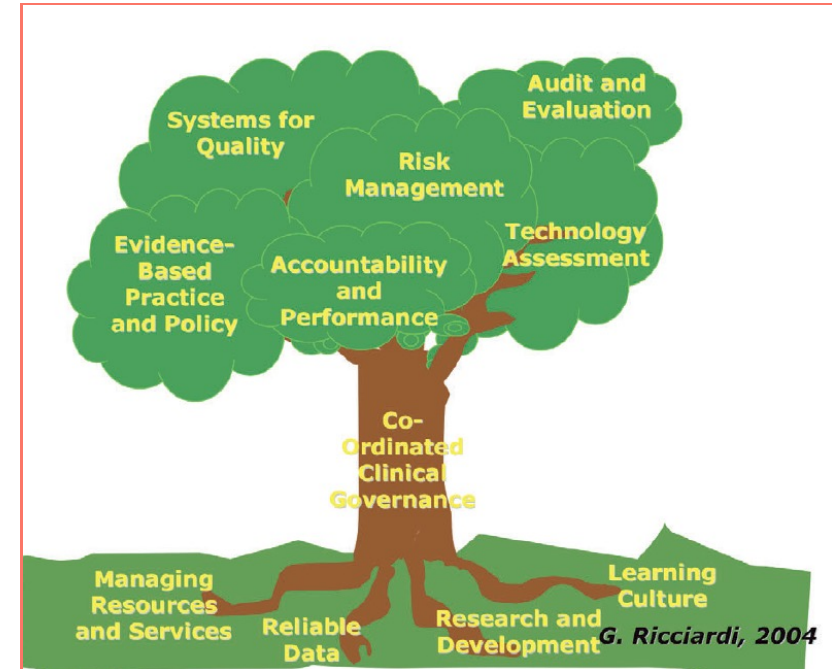 Audit and
Evaluation
Systems for
Quality
Risk
Management
Technology
Assessment
Evidence-
Based
Practice
and Policy
Accountability
and
Performance
Co-
Ordinated
Clinical
Governance
Managing
Resources
and Services
Reliable
Data
Research and
Development
Learning
Culture
G. Ricciardi, 2004